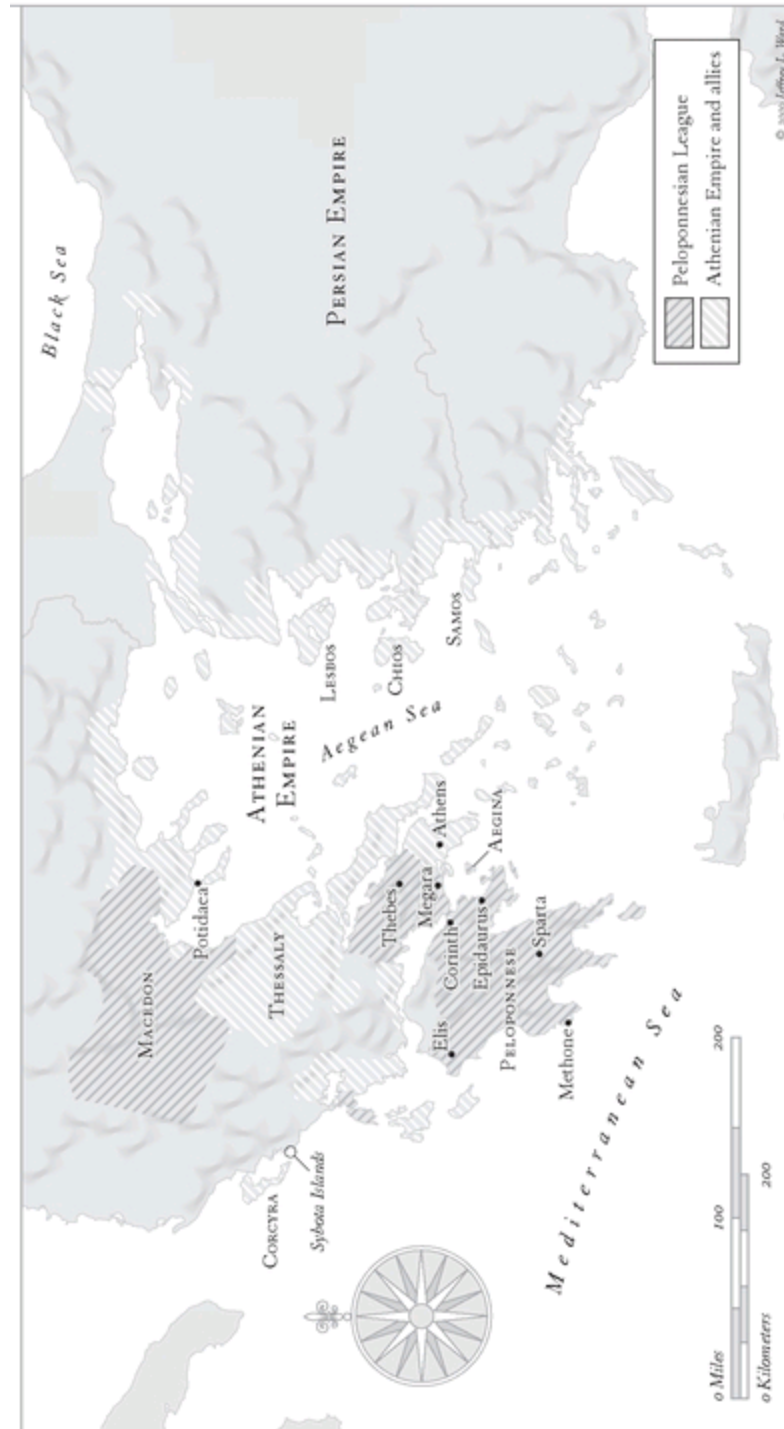 Black Sea
PERSIAN EMPIRE
MACEDON
Potidaea
THESSALY
ATHENIAN
EMPIRE
LESBOS
Aegean Sea
CHIOS
SAMOS
CORCYRA
Sybota Islands
Thebes
Megara
Athens
AEGINA
Corinth
Elis
Epidaurus
PELOPONNESE
Sparta
Methone
Mediterranean Sea
Peloponnesian League
Athenian Empire and allies
0 Miles 100 200
0 Kilometers 200
Jeffrey L. Ward